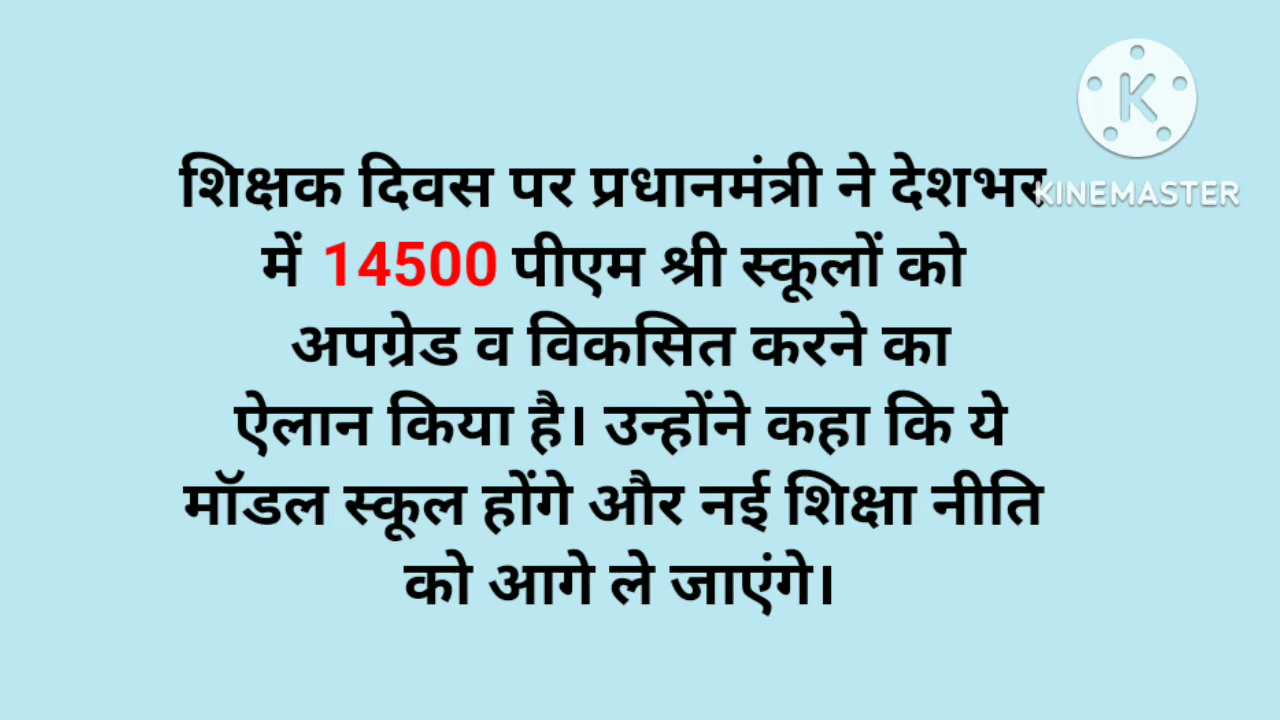 शिक्षक दिवस पर प्रधानमंत्री ने देशभर
में 14500 पीएम श्री स्कूलों को
अपग्रेड व विकसित करने का
ऐलान किया है। उन्होंने कहा कि ये
मॉडल स्कूल होंगे और नई शिक्षा नीति
को आगे ले जाएंगे।
K
KINEMASTER